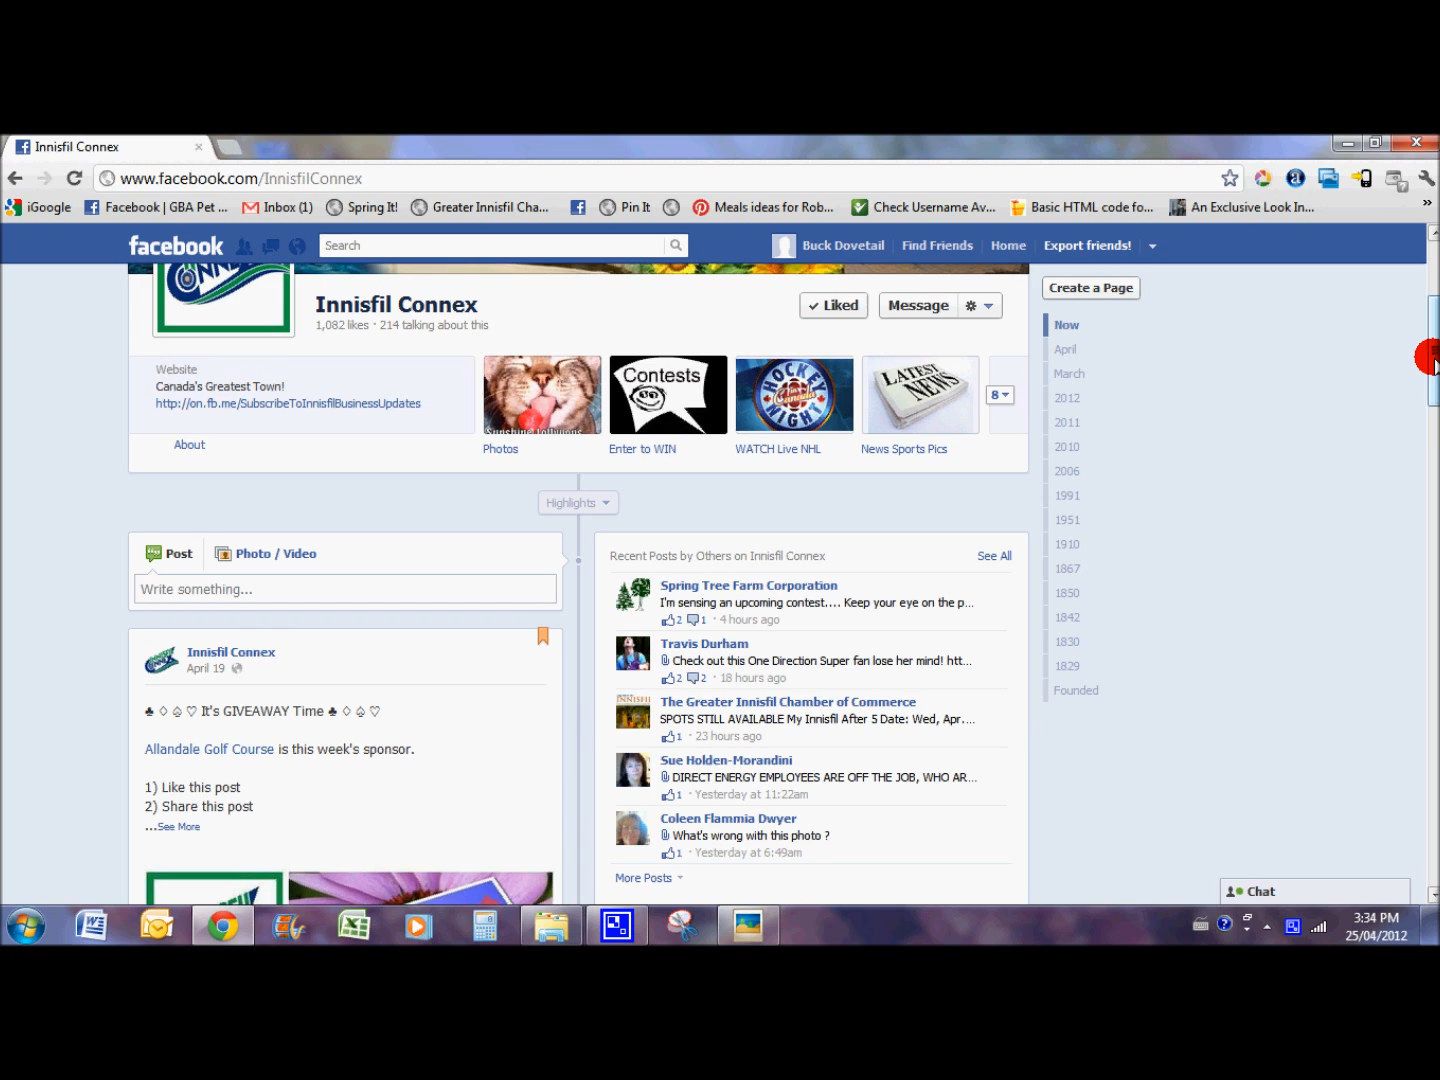 Innisfil Connex
www.facebook.com/InnisfilConnex
iGoogle Facebook | GBA Pet ... Inbox (1) Spring It! Greater Innisfil Cha... Pin It Meals ideas for Rob... Check Username Av... Basic HTML code fo... An Exclusive Look In... »
facebook Search Buck Dovetail Find Friends Home Export friends!
Innisfil Connex
1,082 likes · 214 talking about this
✓ Liked Message
Create a Page
Now
April
March
2012
2011
2010
2006
1991
1951
1910
1867
1850
1842
1830
1829
Founded
Website
Canada's Greatest Town!
http://on.fb.me/SubscribeToInnisfilBusinessUpdates
About
Sunshine Lollipops
Photos
Contests
Enter to WIN
HOCKEY
NIGHT
WATCH Live NHL
LATEST
NEWS
News Sports Pics
8
Highlights
Post Photo / Video
Write something...
Innisfil Connex
April 19
♣ ♢ ♤ ♡ It's GIVEAWAY Time ♣ ♢ ♤ ♡
Allandale Golf Course is this week's sponsor.
1) Like this post
2) Share this post
...See More
Recent Posts by Others on Innisfil Connex See All
Spring Tree Farm Corporation
I'm sensing an upcoming contest.... Keep your eye on the p...
2 1 · 4 hours ago
Travis Durham
Check out this One Direction Super fan lose her mind! htt...
2 2 · 18 hours ago
The Greater Innisfil Chamber of Commerce
SPOTS STILL AVAILABLE My Innisfil After 5 Date: Wed, Apr....
1 · 23 hours ago
Sue Holden-Morandini
DIRECT ENERGY EMPLOYEES ARE OFF THE JOB, WHO AR...
1 · Yesterday at 11:22am
Coleen Flammia Dwyer
What's wrong with this photo ?
1 · Yesterday at 6:49am
More Posts
Chat
3:34 PM
25/04/2012